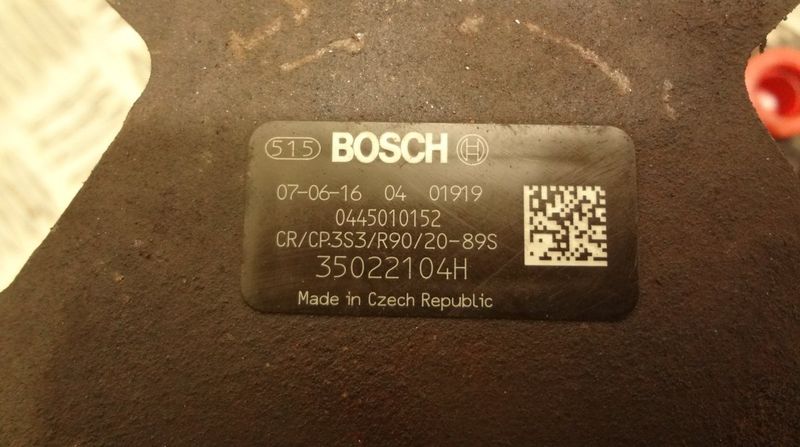 515 BOSCH
07-06-16 04 01919
0445010152
CR/CP3S3/R90/20-89S
35022104H
Made in Czech Republic